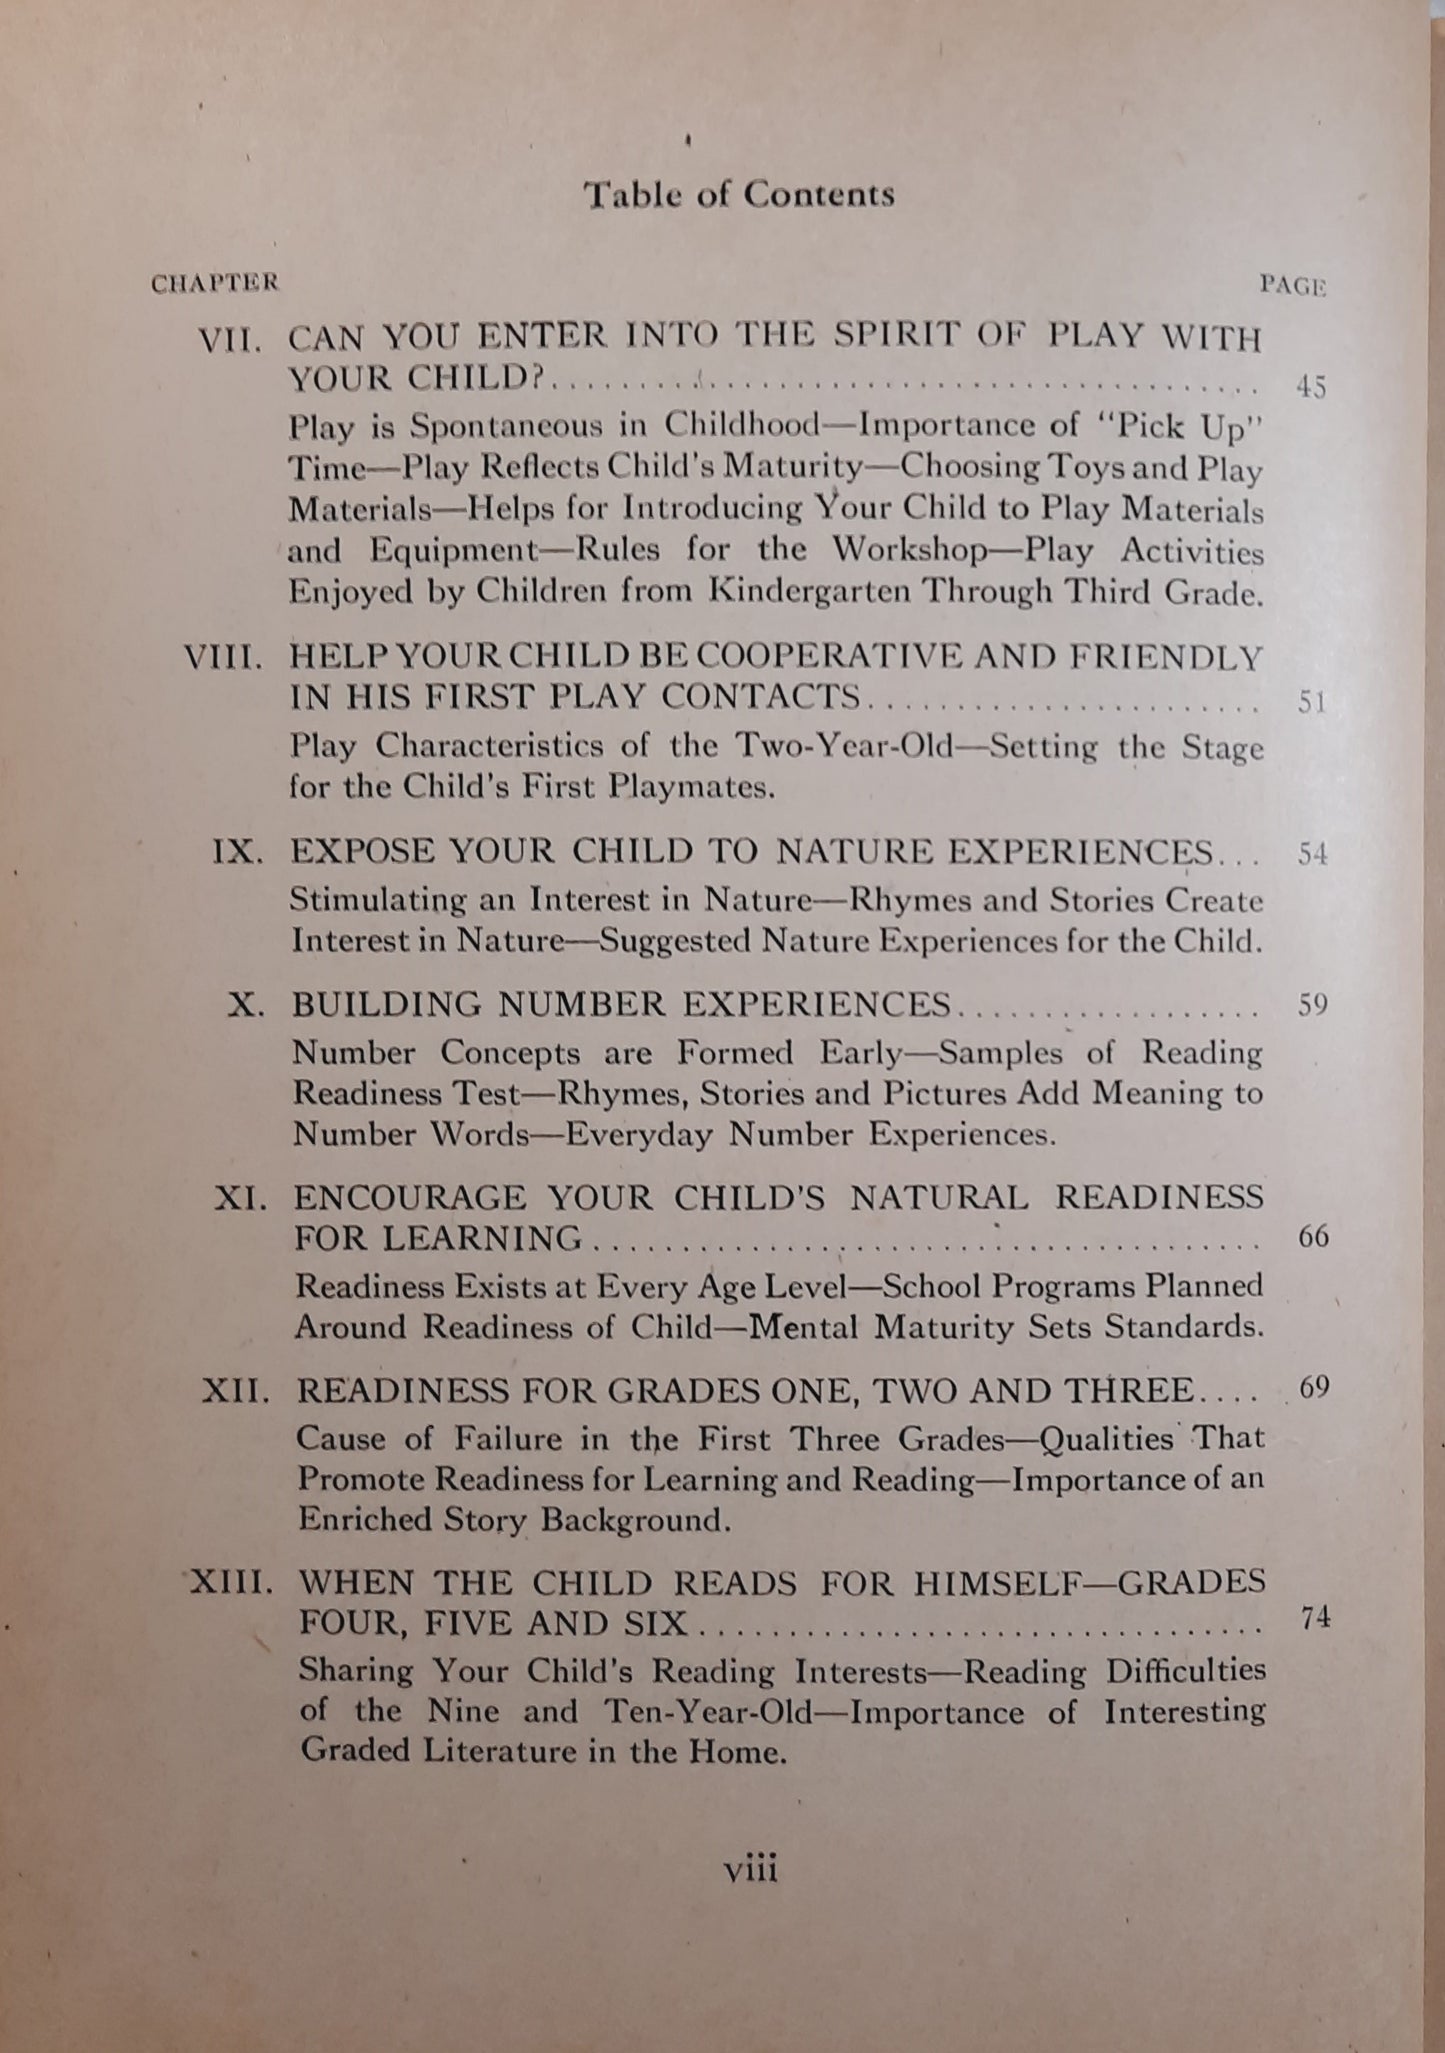 Table of Contents
CHAPTER PAGE
VII. CAN YOU ENTER INTO THE SPIRIT OF PLAY WITH
YOUR CHILD?........................................ 45
Play is Spontaneous in Childhood—Importance of "Pick Up"
Time—Play Reflects Child's Maturity—Choosing Toys and Play
Materials—Helps for Introducing Your Child to Play Materials
and Equipment—Rules for the Workshop—Play Activities
Enjoyed by Children from Kindergarten Through Third Grade.
VIII. HELP YOUR CHILD BE COOPERATIVE AND FRIENDLY
IN HIS FIRST PLAY CONTACTS....................... 51
Play Characteristics of the Two-Year-Old—Setting the Stage
for the Child's First Playmates.
IX. EXPOSE YOUR CHILD TO NATURE EXPERIENCES... 54
Stimulating an Interest in Nature—Rhymes and Stories Create
Interest in Nature—Suggested Nature Experiences for the Child.
X. BUILDING NUMBER EXPERIENCES.................. 59
Number Concepts are Formed Early—Samples of Reading
Readiness Test—Rhymes, Stories and Pictures Add Meaning to
Number Words—Everyday Number Experiences.
XI. ENCOURAGE YOUR CHILD'S NATURAL READINESS
FOR LEARNING...................................... 66
Readiness Exists at Every Age Level—School Programs Planned
Around Readiness of Child—Mental Maturity Sets Standards.
XII. READINESS FOR GRADES ONE, TWO AND THREE.... 69
Cause of Failure in the First Three Grades—Qualities That
Promote Readiness for Learning and Reading—Importance of an
Enriched Story Background.
XIII. WHEN THE CHILD READS FOR HIMSELF—GRADES
FOUR, FIVE AND SIX................................. 74
Sharing Your Child's Reading Interests—Reading Difficulties
of the Nine and Ten-Year-Old—Importance of Interesting
Graded Literature in the Home.
viii